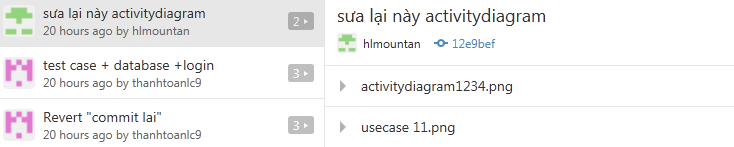 sưa lại này activitydiagram
20 hours ago by hlmountan
2
test case + database +login
20 hours ago by thanhtoanlc9
3
Revert "commit lai"
20 hours ago by thanhtoanlc9
3
sưa lại này activitydiagram
hlmountan 12e9bef
activitydiagram1234.png
usecase 11.png